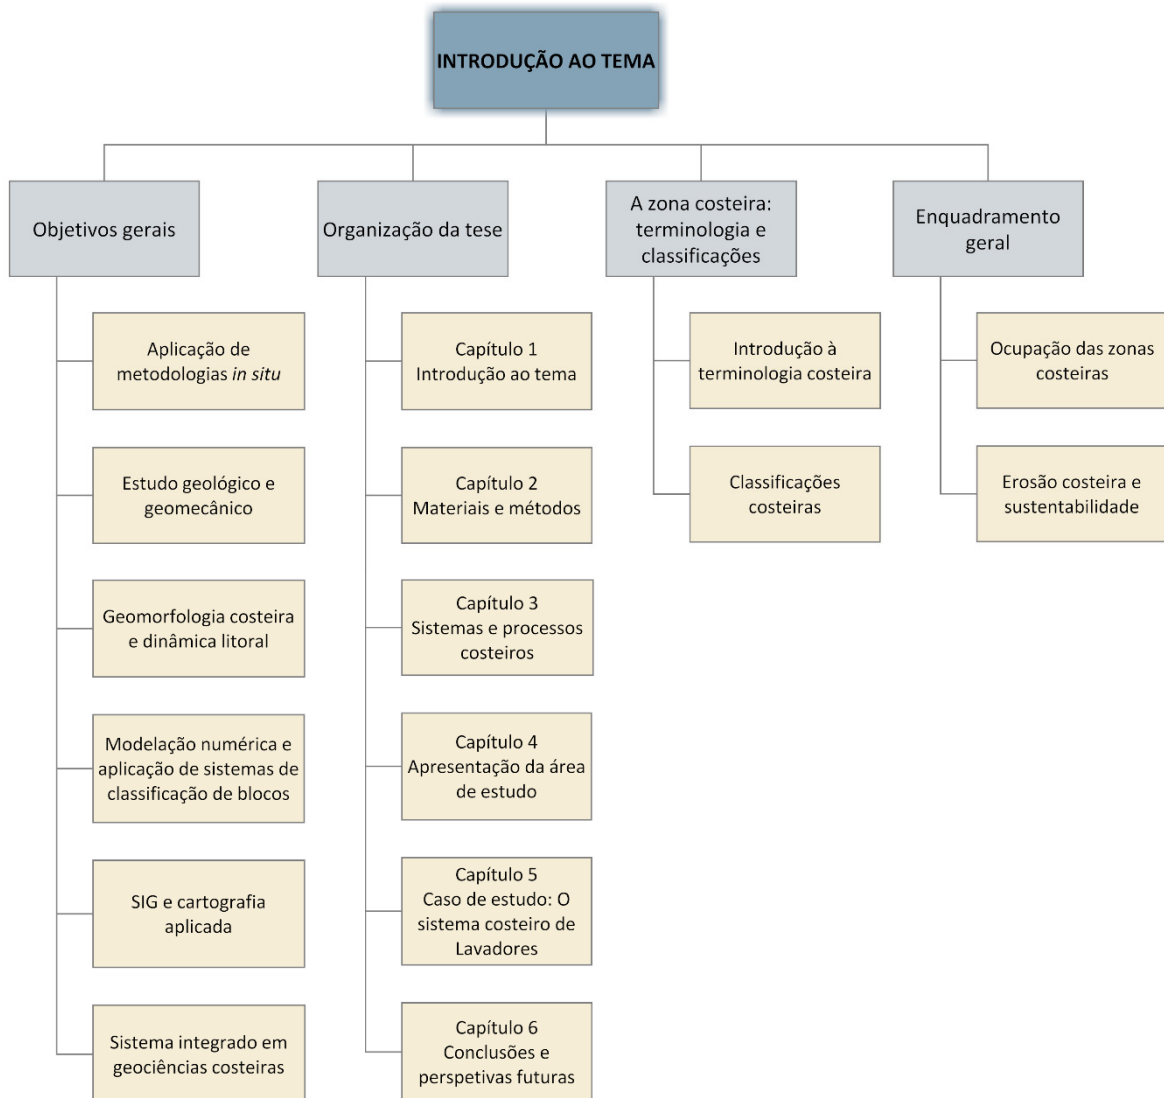 INTRODUÇÃO AO TEMA
Objetivos gerais
Aplicação de
metodologias in situ
Estudo geológico e
geomecânico
Geomorfologia costeira
e dinâmica litoral
Modelação numérica e
aplicação de sistemas de
classificação de blocos
SIG e cartografia
aplicada
Sistema integrado em
geociências costeiras
Organização da tese
Capítulo 1
Introdução ao tema
Capítulo 2
Materiais e métodos
Capítulo 3
Sistemas e processos
costeiros
Capítulo 4
Apresentação da área
de estudo
Capítulo 5
Caso de estudo: O
sistema costeiro de
Lavadores
Capítulo 6
Conclusões e
perspetivas futuras
A zona costeira:
terminologia e
classificações
Introdução à
terminologia costeira
Classificações
costeiras
Enquadramento
geral
Ocupação das zonas
costeiras
Erosão costeira e
sustentabilidade